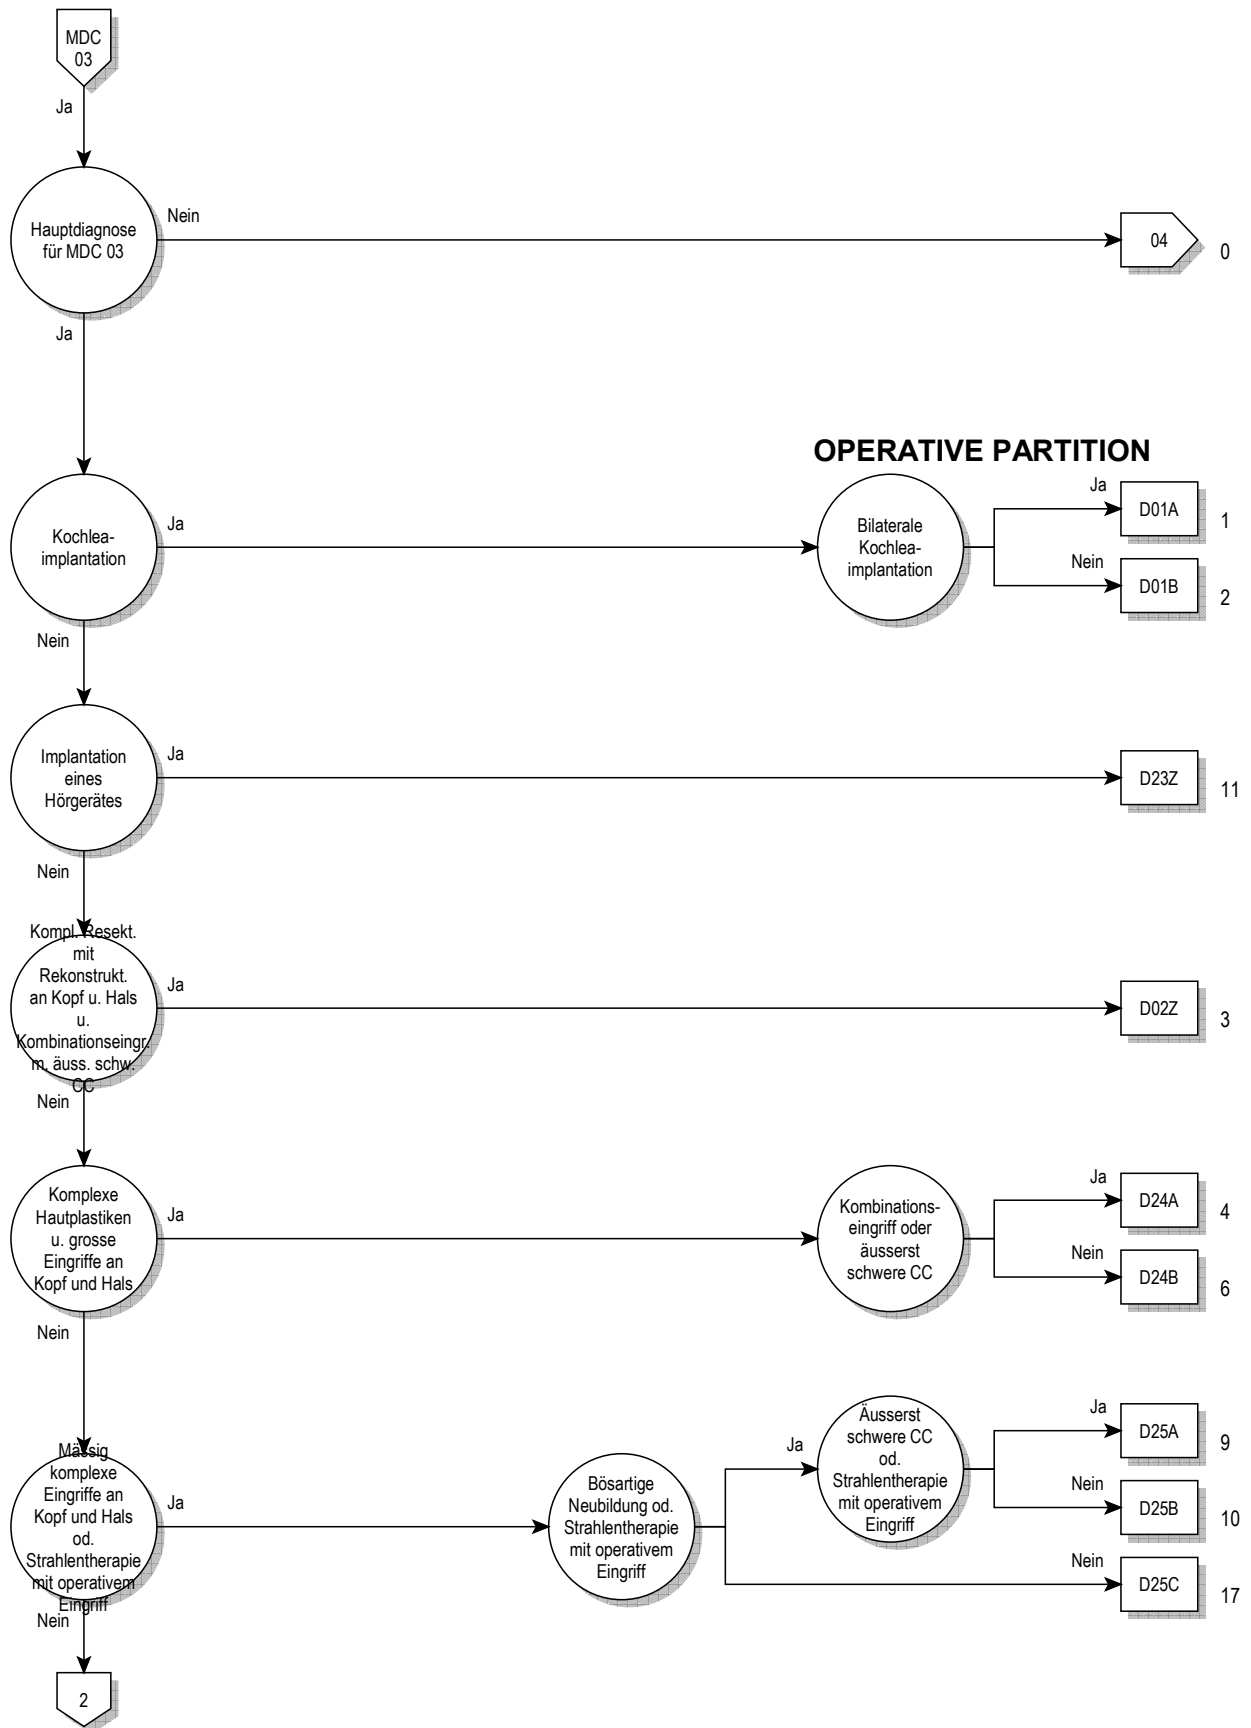 MDC
03
Ja
Hauptdiagnose
für MDC 03
Nein
04
0
Ja
OPERATIVE PARTITION
Kochlea-
implantation
Ja
Bilaterale
Kochlea-
implantation
Ja
D01A
1
Nein
D01B
2
Nein
Implantation
eines
Hörgerätes
Ja
D23Z
11
Nein
Kompl. Resekt.
mit
Rekonstrukt.
an Kopf u. Hals
u.
Kombinationseingr.
m. äuss. schw.
CC
Ja
D02Z
3
Nein
Komplexe
Hautplastiken
u. grosse
Eingriffe an
Kopf und Hals
Ja
Kombinations-
eingriff oder
äusserst
schwere CC
Ja
D24A
4
Nein
D24B
6
Nein
Mässig
komplexe
Eingriffe an
Kopf und Hals
od.
Strahlentherapie
mit operativem
Eingriff
Ja
Bösartige
Neubildung od.
Strahlentherapie
mit operativem
Eingriff
Ja
Äusserst
schwere CC
od.
Strahlentherapie
mit operativem
Eingriff
Ja
D25A
9
Nein
D25B
10
Nein
D25C
17
Nein
2